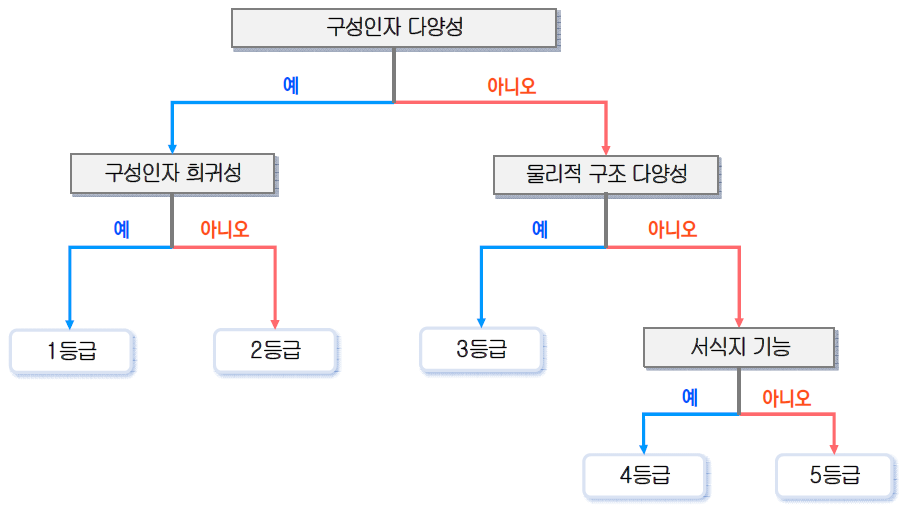 구성인자 다양성
예
아니오
구성인자 희귀성
물리적 구조 다양성
예
아니오
예
아니오
1등급
2등급
3등급
서식지 기능
예
아니오
4등급
5등급